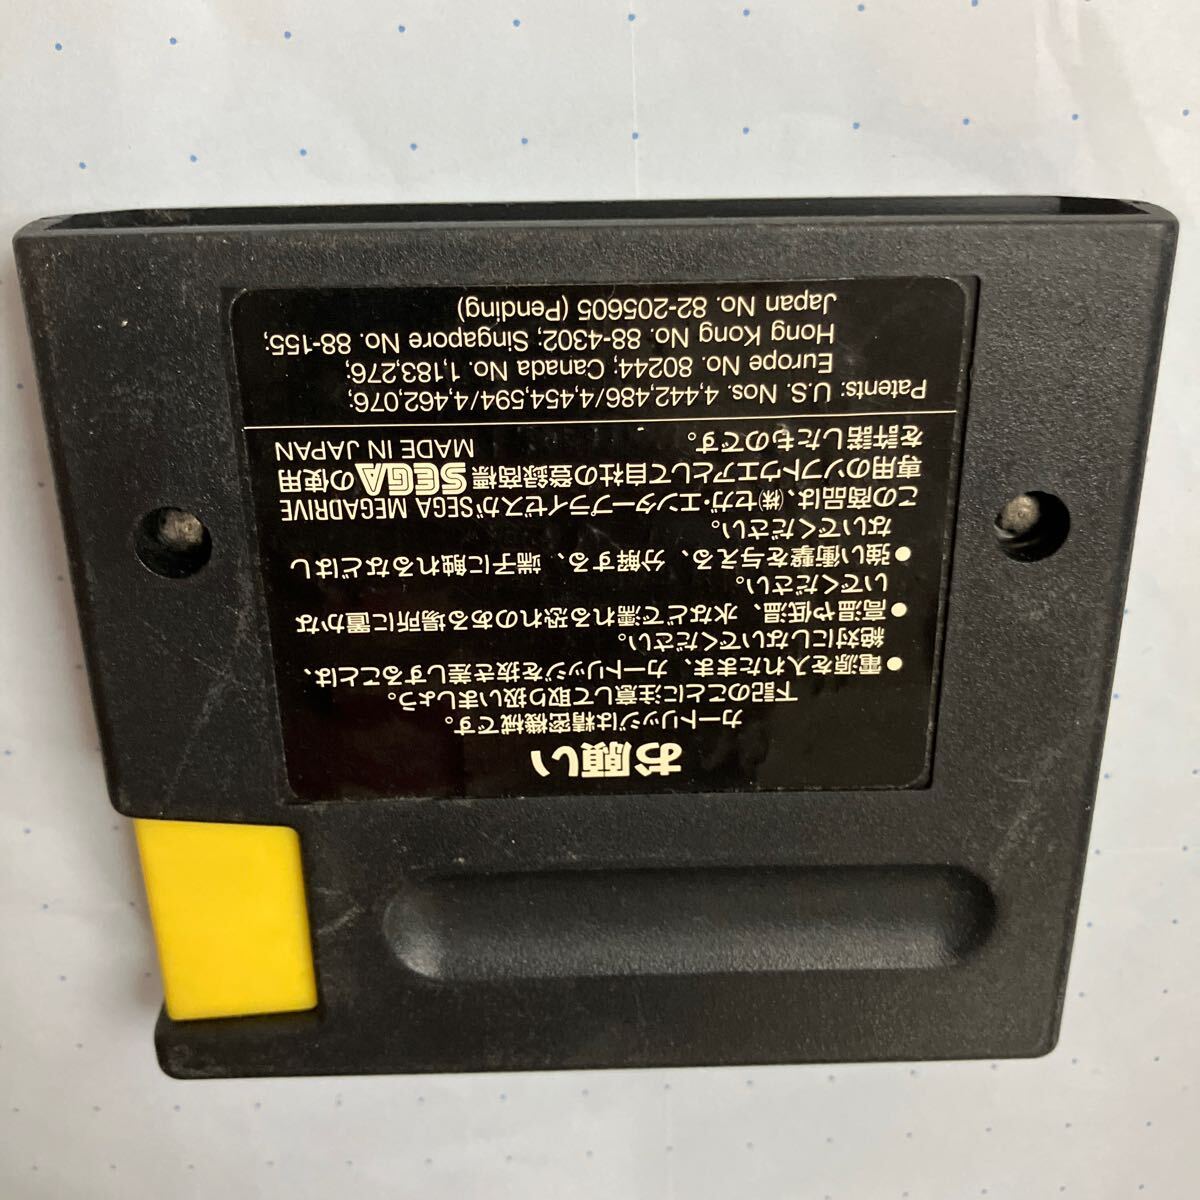 お願い
カートリッジは精密機械です。
下記のことに注意して取り扱いましょう。
●電源を入れたまま、カートリッジを抜き差しすることは、
絶対にしないでください。
●高温や低温、水などで濡れる恐れのある場所に置かな
いでください。
●強い衝撃を与える、分解する、端子に触れるなどはし
ないでください。
この商品は、㈱セガ・エンタープライゼスがSEGA MEGADRIVE
専用のソフトウエアとして自社の登録商標SEGAの使用
を許諾したものです。 MADE IN JAPAN
Patents: U.S. Nos. 4,442,486/4,454,594/4,462,076;
Europe No. 80244; Canada No. 1,183,276;
Hong Kong No. 88-4302; Singapore No. 88-155;
Japan No. 82-205605 (Pending)